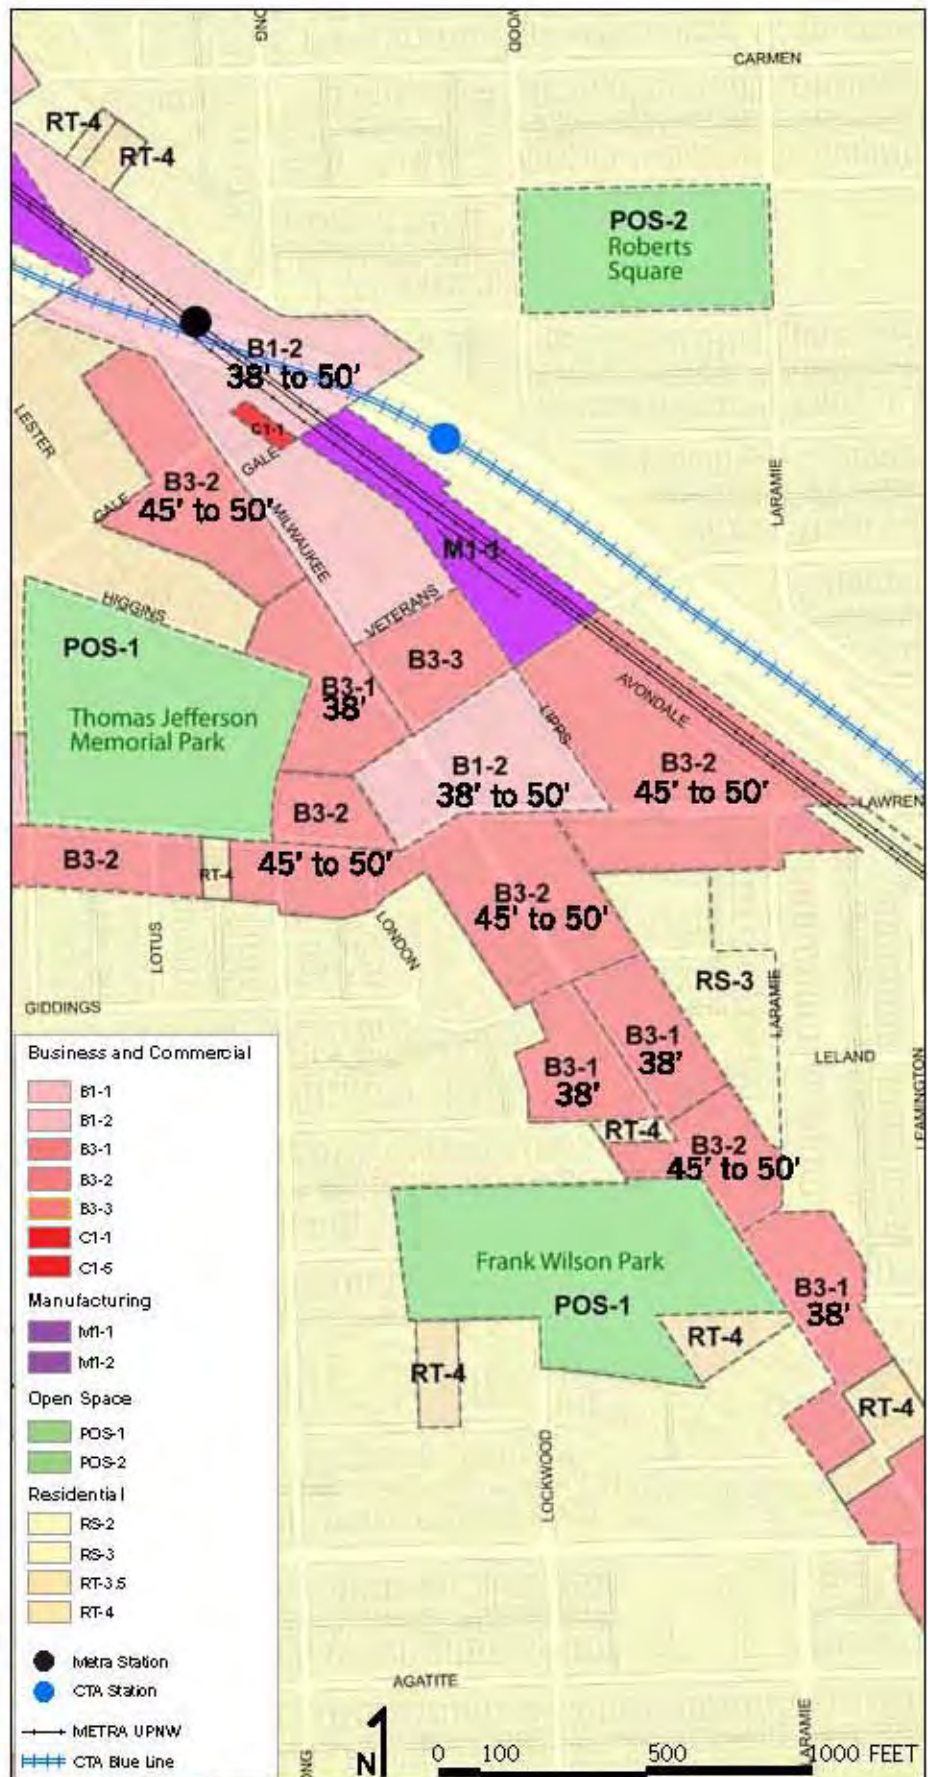 ONG
WOOD
CARMEN
RT-4
RT-4
POS-2
Roberts
Square
B1-2
38' to 50'
LESTER
C1-1
GALE
LARAMIE
B3-2
45' to 50'
GALE
MILWAUKEE
M1-1
HIGGINS
VETERANS
POS-1
B3-3
B3-1
38'
AVONDALE
Thomas Jefferson
Memorial Park
LIPPS
B1-2
38' to 50'
B3-2
45' to 50'
LAWREN
B3-2
B3-2
RT-4
45' to 50'
B3-2
45' to 50'
LOTUS
LONDON
RS-3
GIDDINGS
LARAMIE
B3-1
38'
LELAND
LEAMINGTON
B3-1
38'
RT-4
B3-2
45' to 50'
Frank Wilson Park
POS-1
B3-1
38'
RT-4
RT-4
RT-4
LOCKWOOD
Business and Commercial
B1-1
B1-2
B3-1
B3-2
B3-3
C1-1
C1-5
Manufacturing
M1-1
M1-2
Open Space
POS-1
POS-2
Residential
RS-2
RS-3
RT-3.5
RT-4
Metra Station
CTA Station
METRA UPNW
CTA Blue Line
AGATITE
LARAMIE
ONG
N
0 100 500 1000 FEET